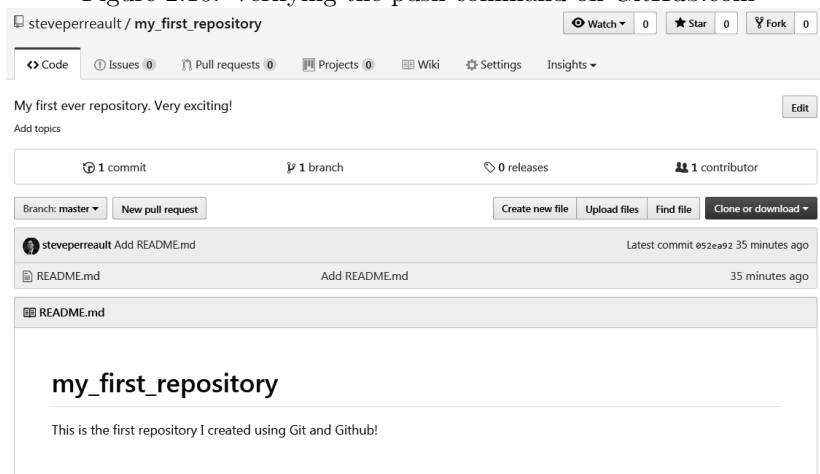 Figure 2.10: Verifying the push command on GitHub.com
steveperreault / my_first_repository Watch 0 Star 0 Fork 0
Code Issues 0 Pull requests 0 Projects 0 Wiki Settings Insights
My first ever repository. Very exciting! Edit
Add topics
1 commit 1 branch 0 releases 1 contributor
Branch: master New pull request Create new file Upload files Find file Clone or download
steveperreault Add README.md Latest commit 052ea92 35 minutes ago
README.md Add README.md 35 minutes ago
README.md
my_first_repository
This is the first repository I created using Git and Github!